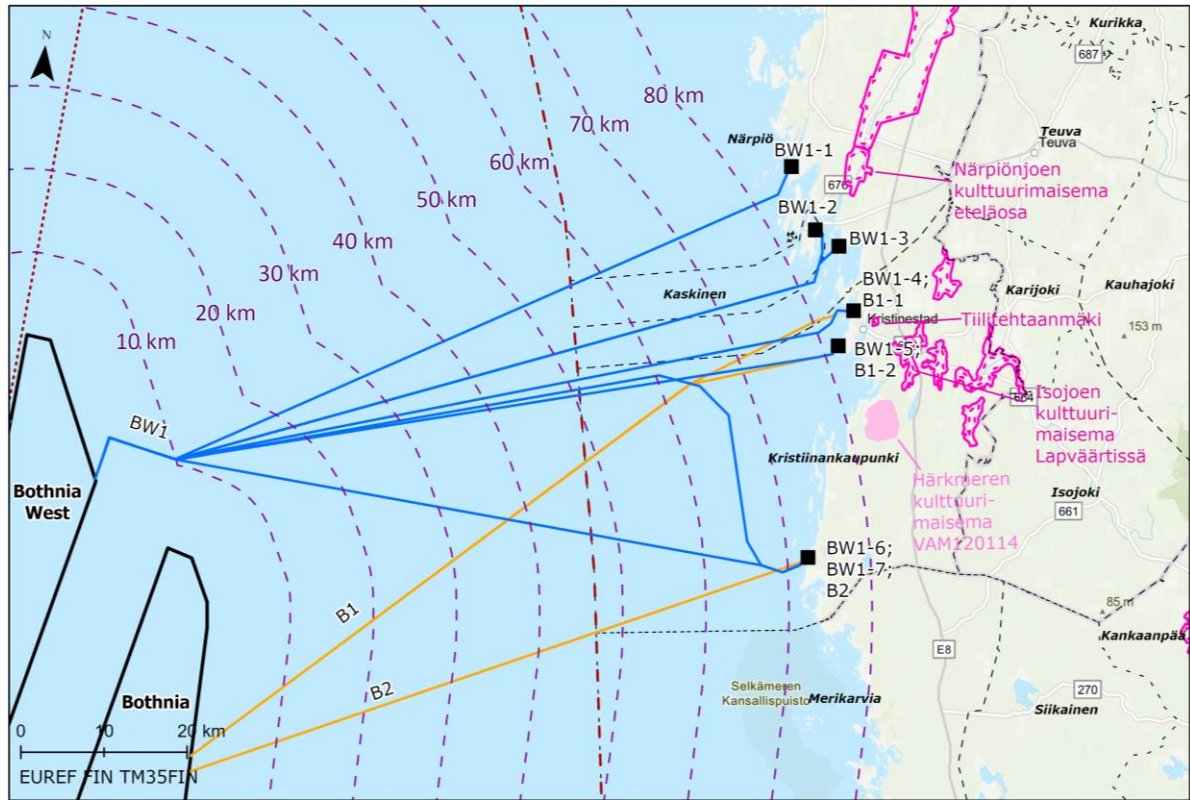 N
Kurikka
687
80 km
70 km
Närpiö
Teuva
Teuva
60 km
BW1-1
676
Närpiönjoen
kulttuurimaisema
eteläosa
50 km
BW1-2
40 km
BW1-3
30 km
BW1-4;
B1-1
Kaskinen
Karijoki
Kauhajoki
20 km
Kristinestad
Tiilitehtaanmäki
153 m
10 km
BW1-5;
B1-2
664
Isojoen
kulttuuri-
maisema
Lapväärtissä
BW1
Kristiinankaupunki
Härkmeren
kulttuuri-
maisema
VAM120114
Bothnia
West
Isojoki
661
BW1-6;
BW1-7;
B2
B1
85 m
Kankaanpää
E8
B2
Selkämeren
Kansallispuisto
Merikarvia
Bothnia
270
Siikainen
0 10 20 km
EUREF FIN TM35FIN